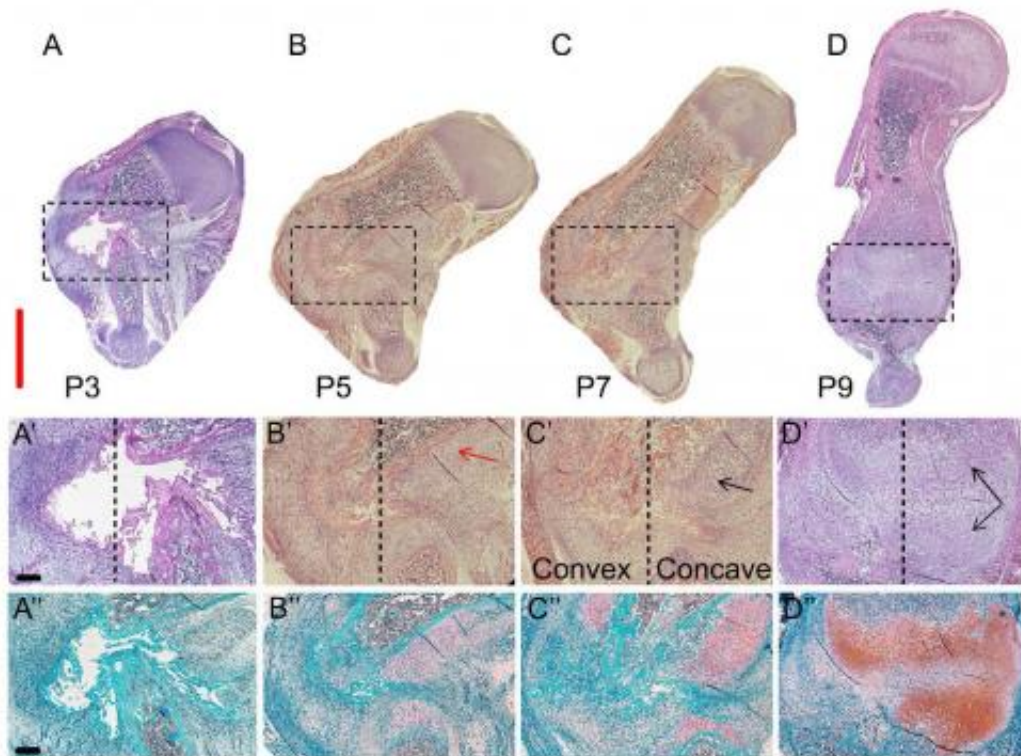 A B C D
P3 P5 P7 P9
A' B' C' D'
Convex Concave
A" B" C" D"